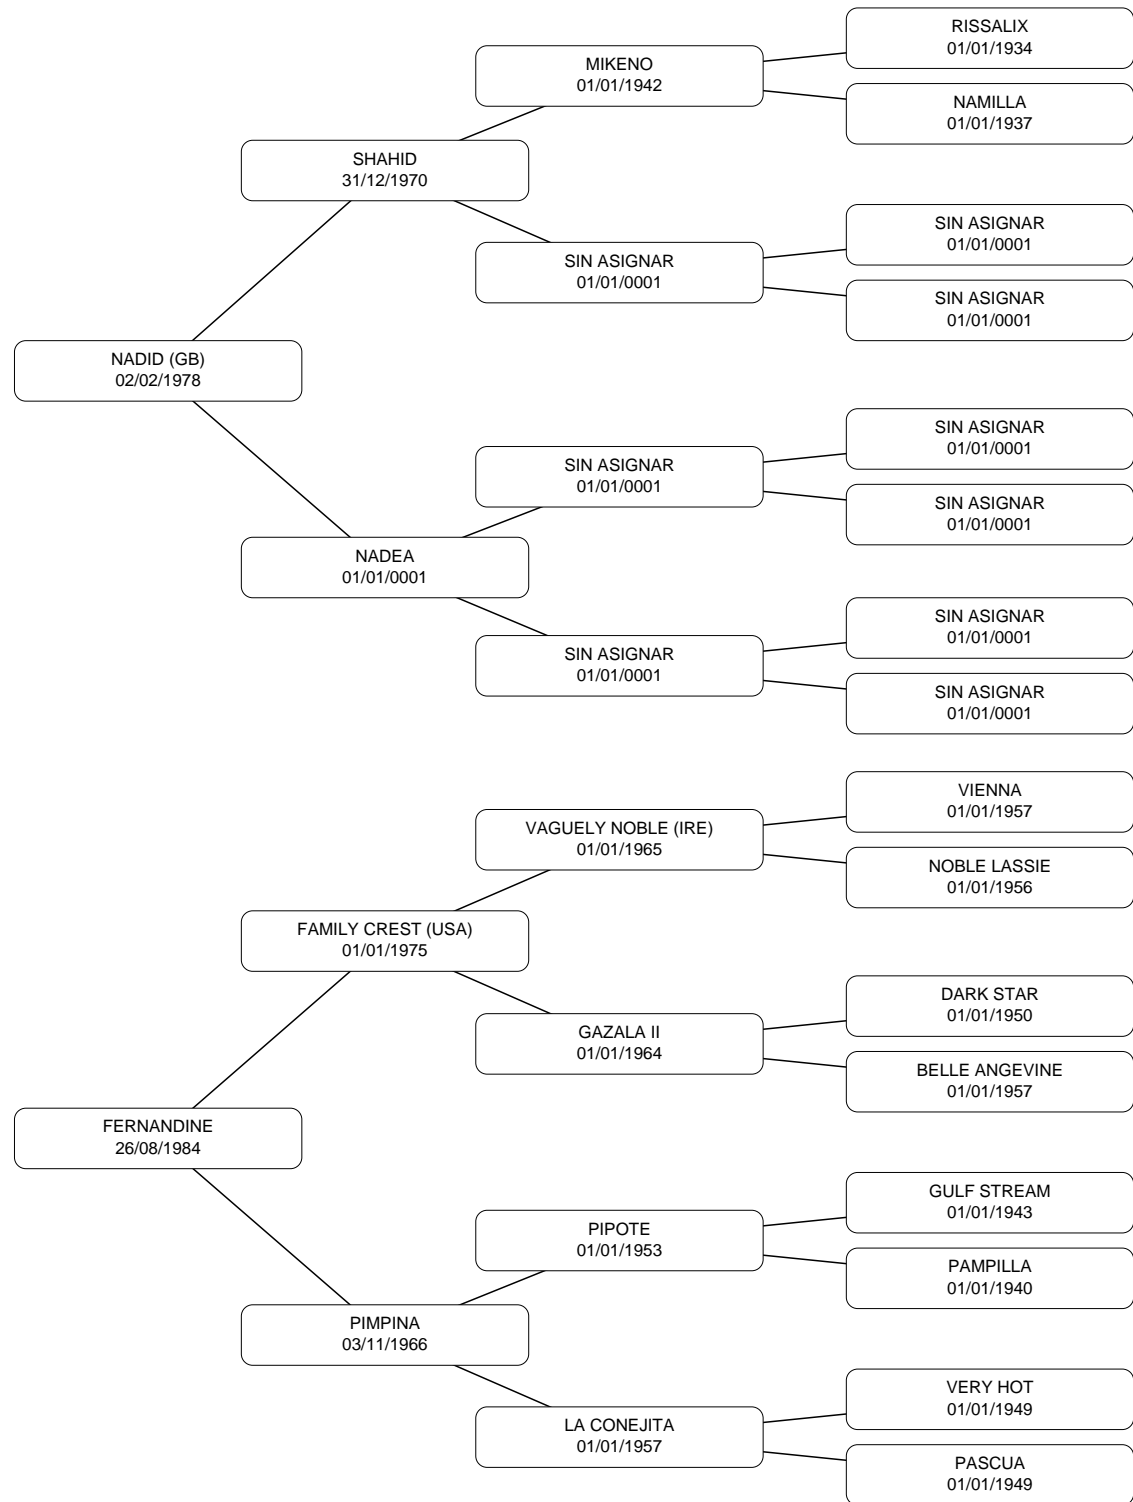 RISSALIX
01/01/1934
MIKENO
01/01/1942
NAMILLA
01/01/1937
SHAHID
31/12/1970
SIN ASIGNAR
01/01/0001
SIN ASIGNAR
01/01/0001
SIN ASIGNAR
01/01/0001
NADID (GB)
02/02/1978
SIN ASIGNAR
01/01/0001
SIN ASIGNAR
01/01/0001
SIN ASIGNAR
01/01/0001
NADEA
01/01/0001
SIN ASIGNAR
01/01/0001
SIN ASIGNAR
01/01/0001
SIN ASIGNAR
01/01/0001
VIENNA
01/01/1957
VAGUELY NOBLE (IRE)
01/01/1965
NOBLE LASSIE
01/01/1956
FAMILY CREST (USA)
01/01/1975
DARK STAR
01/01/1950
GAZALA II
01/01/1964
BELLE ANGEVINE
01/01/1957
FERNANDINE
26/08/1984
GULF STREAM
01/01/1943
PIPOTE
01/01/1953
PAMPILLA
01/01/1940
PIMPINA
03/11/1966
VERY HOT
01/01/1949
LA CONEJITA
01/01/1957
PASCUA
01/01/1949